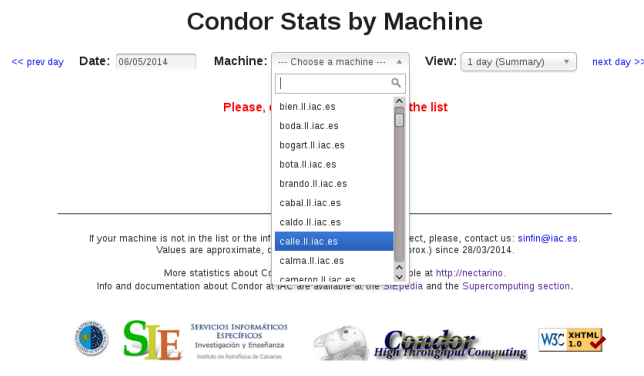 Condor Stats by Machine
<< prev day Date: 06/05/2014 Machine: --- Choose a machine --- View: 1 day (Summary) next day >>
Please, the list
bien.ll.iac.es
boda.ll.iac.es
bogart.ll.iac.es
bota.ll.iac.es
brando.ll.iac.es
cabal.ll.iac.es
caldo.ll.iac.es
calle.ll.iac.es
calma.ll.iac.es
cameron.ll.iac.es
If your machine is not in the list or the ect, please, contact us: sinfin@iac.es.
Values are approximate, prox.) since 28/03/2014.
More statistics about at http://nectarino.
Info and documentation about Condor at IAC are available at the SIEpedia and the Supercomputing section.
SIE
SERVICIOS INFORMÁTICOS
ESPECÍFICOS
Investigación y Enseñanza
Instituto de Astrofísica de Canarias
Condor
High Throughput Computing
W3C XHTML
1.0